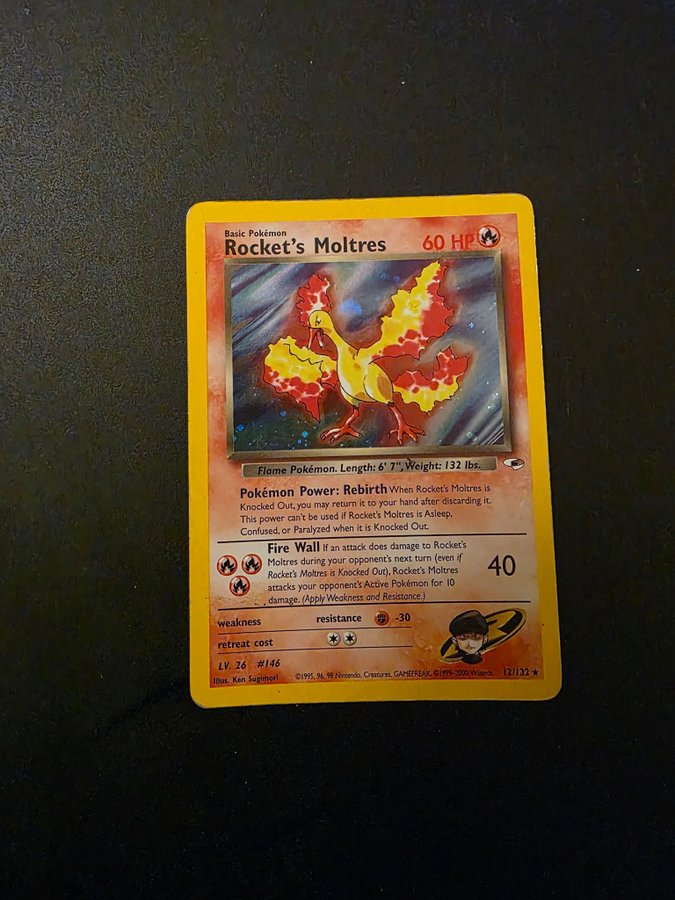 Basic Pokémon
Rocket's Moltres 60 HP
Flame Pokémon. Length: 6' 7", Weight: 132 lbs.
Pokémon Power: Rebirth When Rocket's Moltres is
Knocked Out, you may return it to your hand after discarding it.
This power can't be used if Rocket's Moltres is Asleep,
Confused, or Paralyzed when it is Knocked Out.
Fire Wall If an attack does damage to Rocket's
Moltres during your opponent's next turn (even if
Rocket's Moltres is Knocked Out), Rocket's Moltres
attacks your opponent's Active Pokémon for 10
damage. (Apply Weakness and Resistance.)
40
weakness resistance -30
retreat cost
LV. 26 #146
Illus. Ken Sugimori ©1995, 96, 98 Nintendo, Creatures, GAMEFREAK. ©1999-2000 Wizards. 12/132 ★